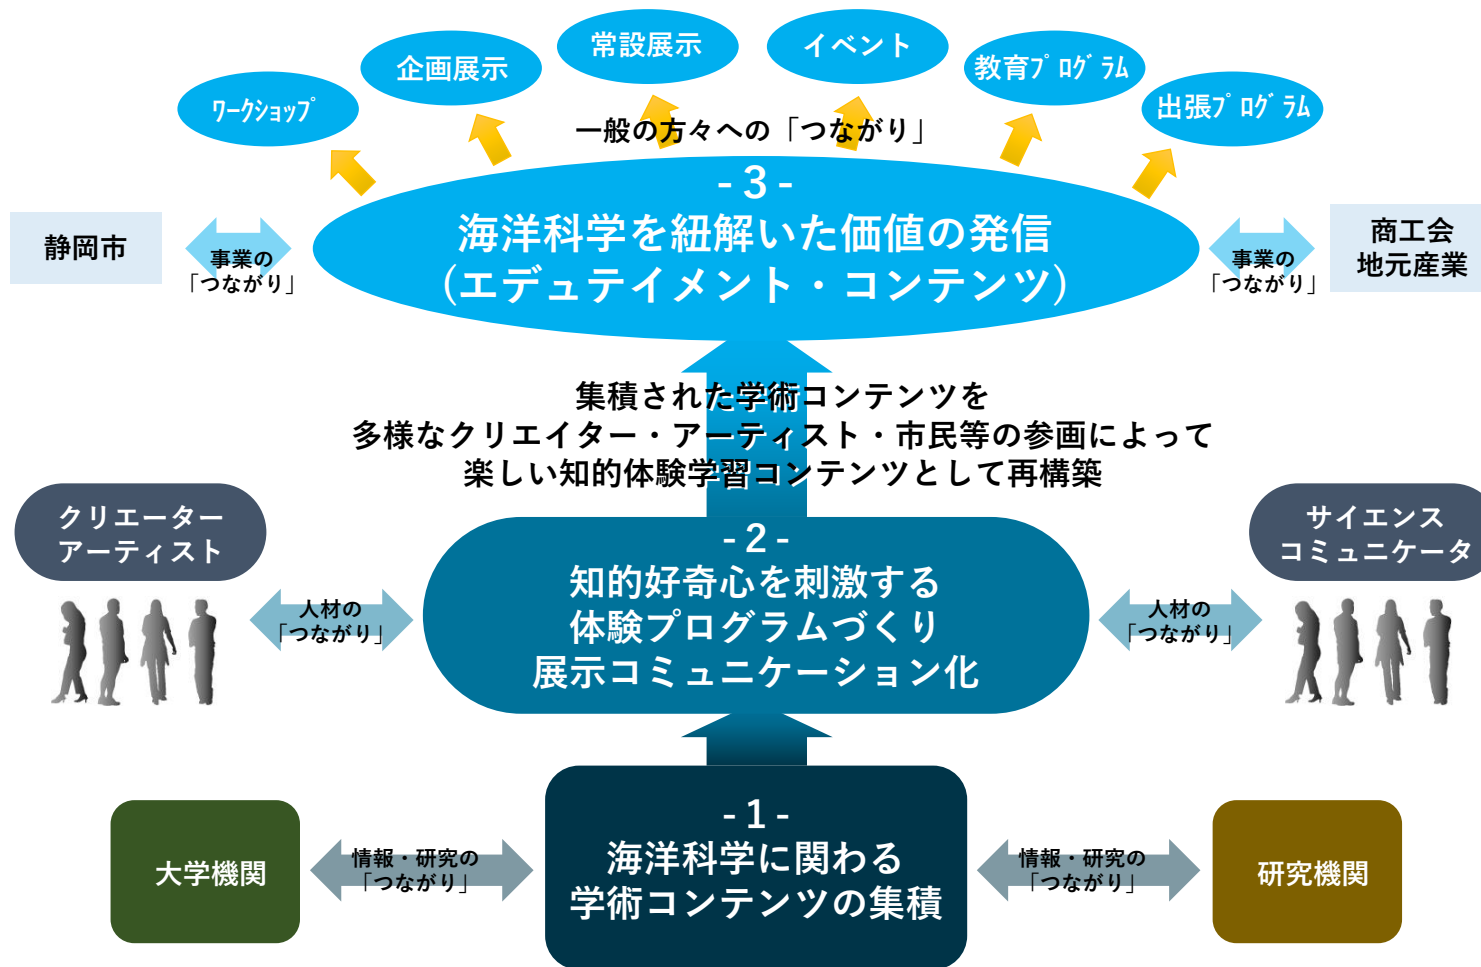 ﾜｰｸｼｮｯﾌﾟ
企画展示
常設展示
イベント
教育ﾌﾟﾛｸﾞﾗﾑ
出張ﾌﾟﾛｸﾞﾗﾑ
一般の方々への「つながり」
-3-
海洋科学を紐解いた価値の発信
(エデュテイメント・コンテンツ)
静岡市
事業の
「つながり」
事業の
「つながり」
商工会
地元産業
集積された学術コンテンツを
多様なクリエイター・アーティスト・市民等の参画によって
楽しい知的体験学習コンテンツとして再構築
クリエーター
アーティスト
人材の
「つながり」
-2-
知的好奇心を刺激する
体験プログラムづくり
展示コミュニケーション化
人材の
「つながり」
サイエンス
コミュニケータ
大学機関
情報・研究の
「つながり」
-1-
海洋科学に関わる
学術コンテンツの集積
情報・研究の
「つながり」
研究機関